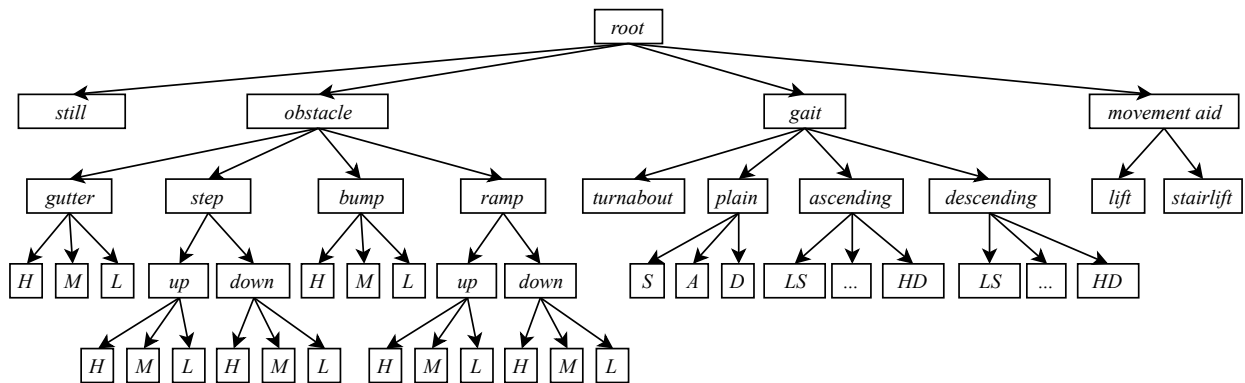 root
still obstacle gait movement aid
gutter step bump ramp turnabout plain ascending descending lift stairlift
H M L up down H M L up down S A D LS ... HD LS ... HD
H M L H M L H M L H M L